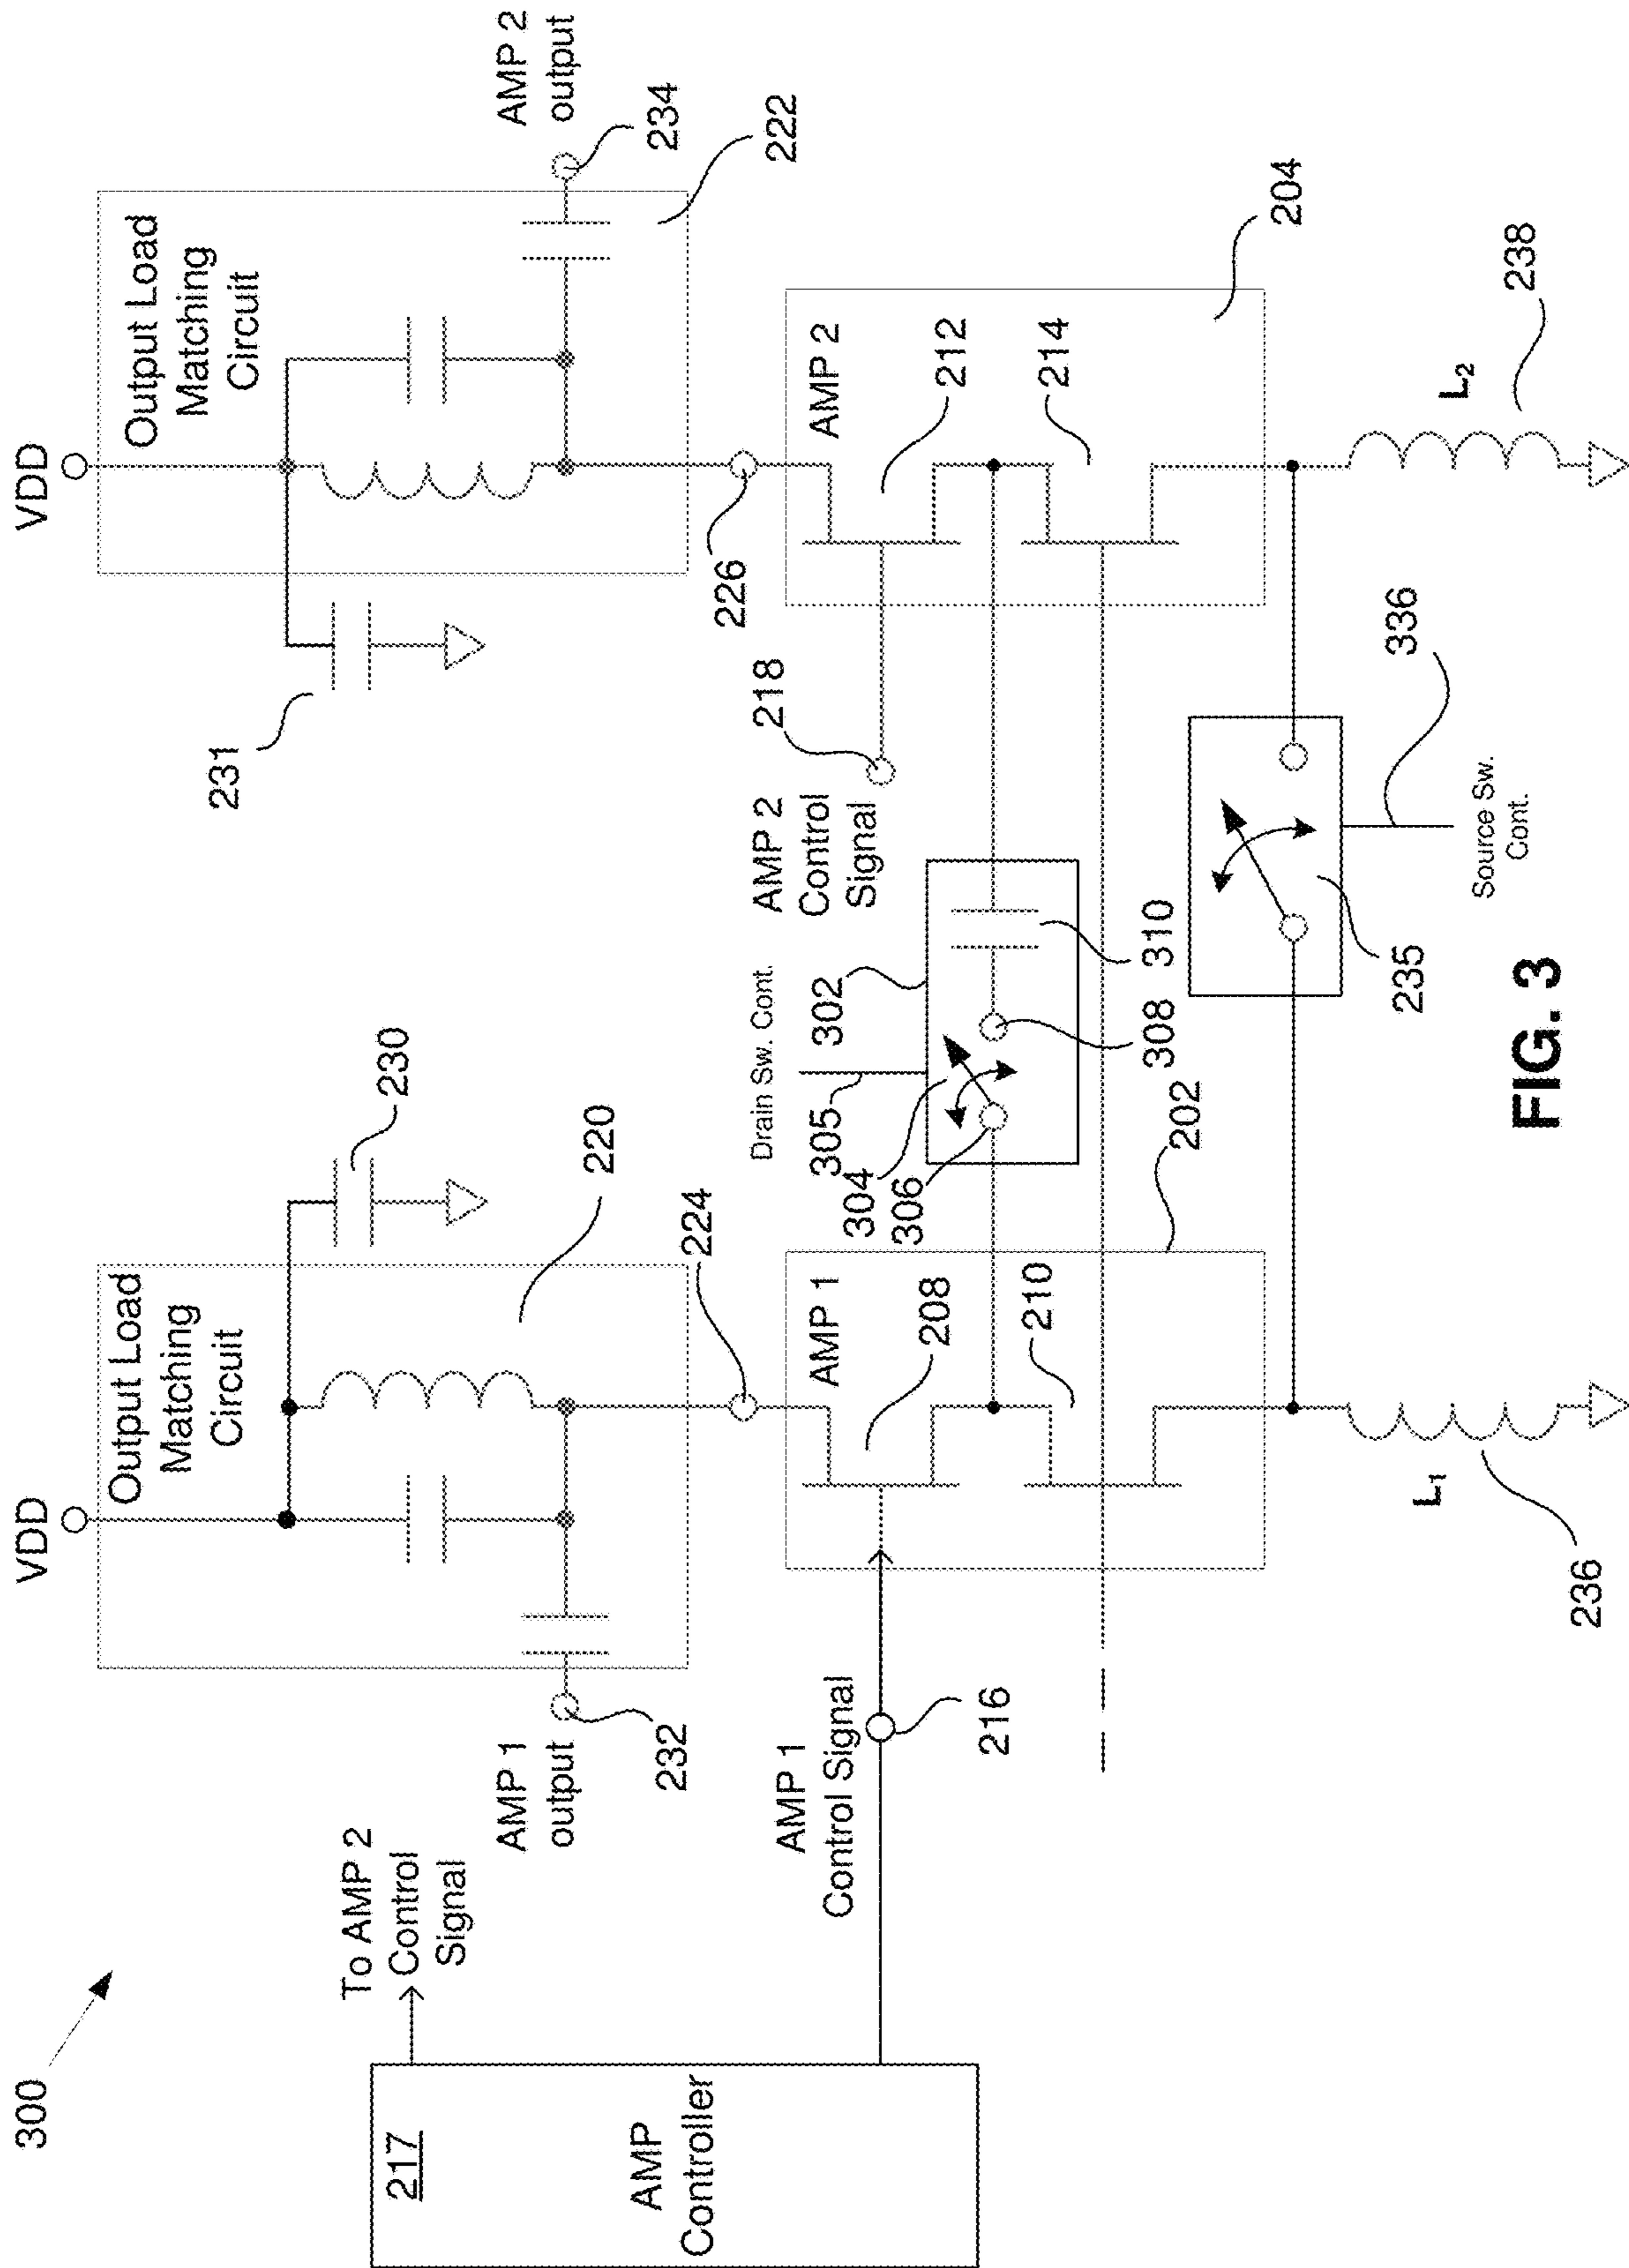 300
217
AMP
Controller
To AMP 2
Control
Signal
VDD
Output Load
Matching
Circuit
230
220
AMP 1
output
232
224
AMP 1
Control Signal
216
AMP 1
208
210
202
L1
236
VDD
Output Load
Matching
Circuit
231
AMP 2
output
234
222
226
218
AMP 2
Control
Signal
Drain Sw. Cont.
305
302
304
306
308
310
AMP 2
212
214
204
235
336
Source Sw.
Cont.
L2
238
FIG. 3